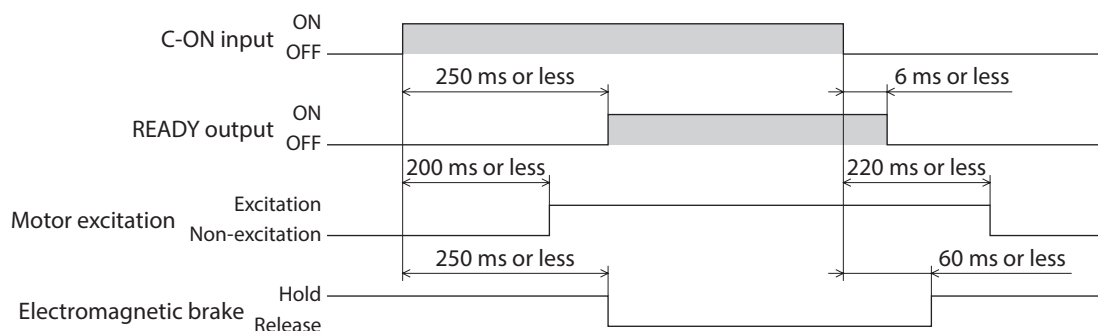 ON
C-ON input
OFF
250 ms or less
6 ms or less
ON
READY output
OFF
200 ms or less
220 ms or less
Excitation
Motor excitation
Non-excitation
250 ms or less
60 ms or less
Hold
Electromagnetic brake
Release